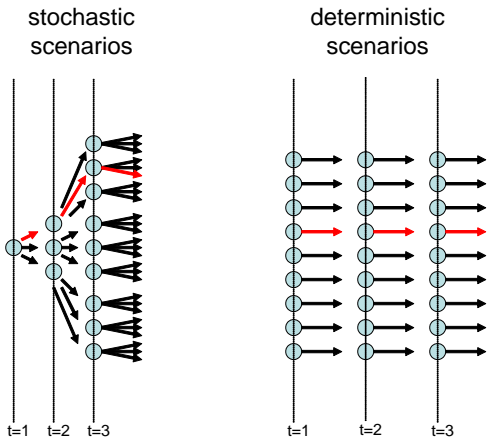 stochastic
scenarios
deterministic
scenarios
t=1 t=2 t=3
t=1 t=2 t=3